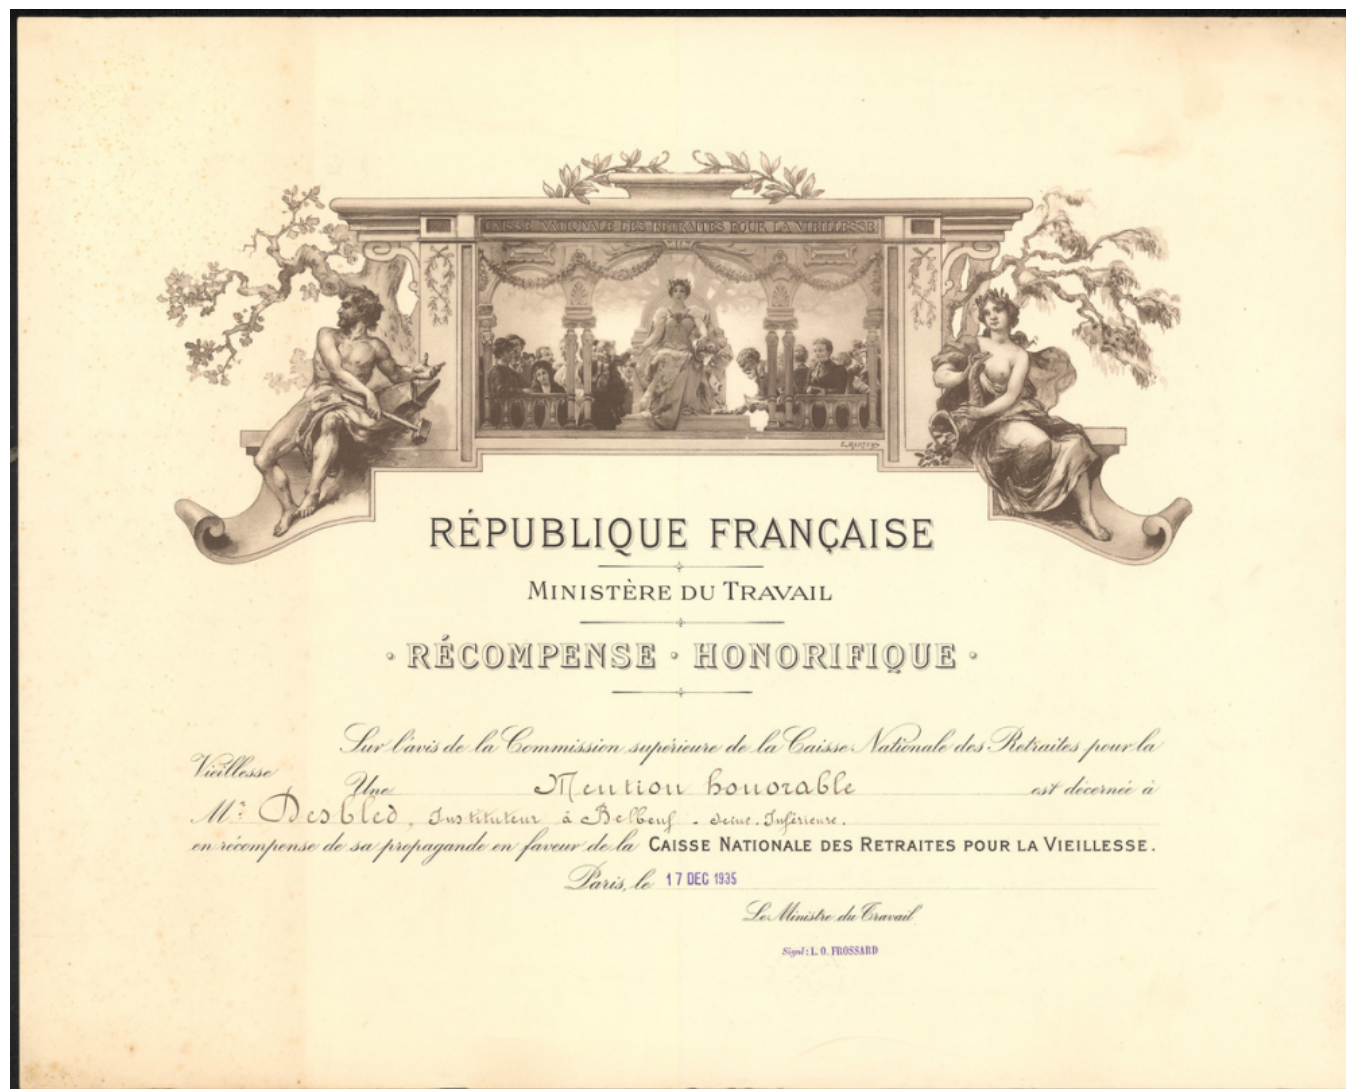 CAISSE NATIONALE DES RETRAITES POUR LA VIEILLESSE
RÉPUBLIQUE FRANÇAISE
MINISTÈRE DU TRAVAIL
· RÉCOMPENSE · HONORIFIQUE ·
Sur l'avis de la Commission supérieure de la Caisse Nationale des Retraites pour la
Vieillesse Une Mention honorable est décernée à
Mr Desbled, Instituteur à Belbeuf - Seine-Inférieure.
en récompense de sa propagande en faveur de la CAISSE NATIONALE DES RETRAITES POUR LA VIEILLESSE.
Paris, le 17 DEC 1935
Le Ministre du Travail
Signé : L. O. FROSSARD